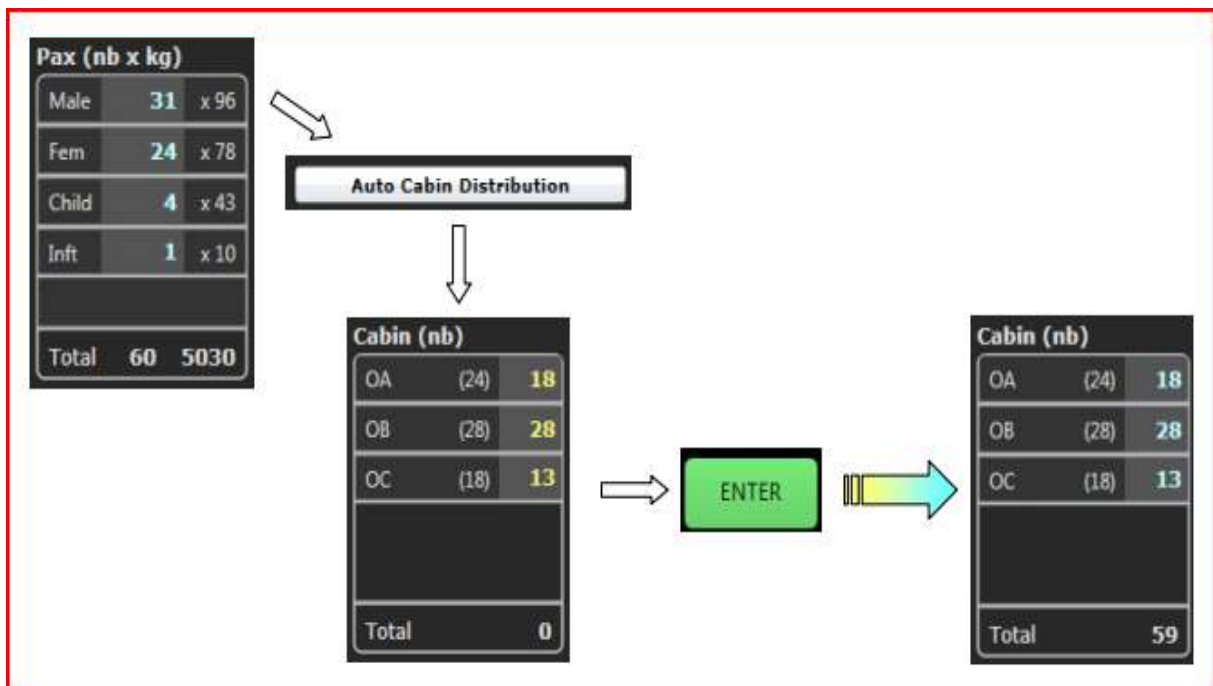 Pax (nb x kg)
Male 31 x 96
Fem 24 x 78
Child 4 x 43
Inft 1 x 10
Total 60 5030
Auto Cabin Distribution
Cabin (nb)
OA (24) 18
OB (28) 28
OC (18) 13
Total 0
ENTER
Cabin (nb)
OA (24) 18
OB (28) 28
OC (18) 13
Total 59